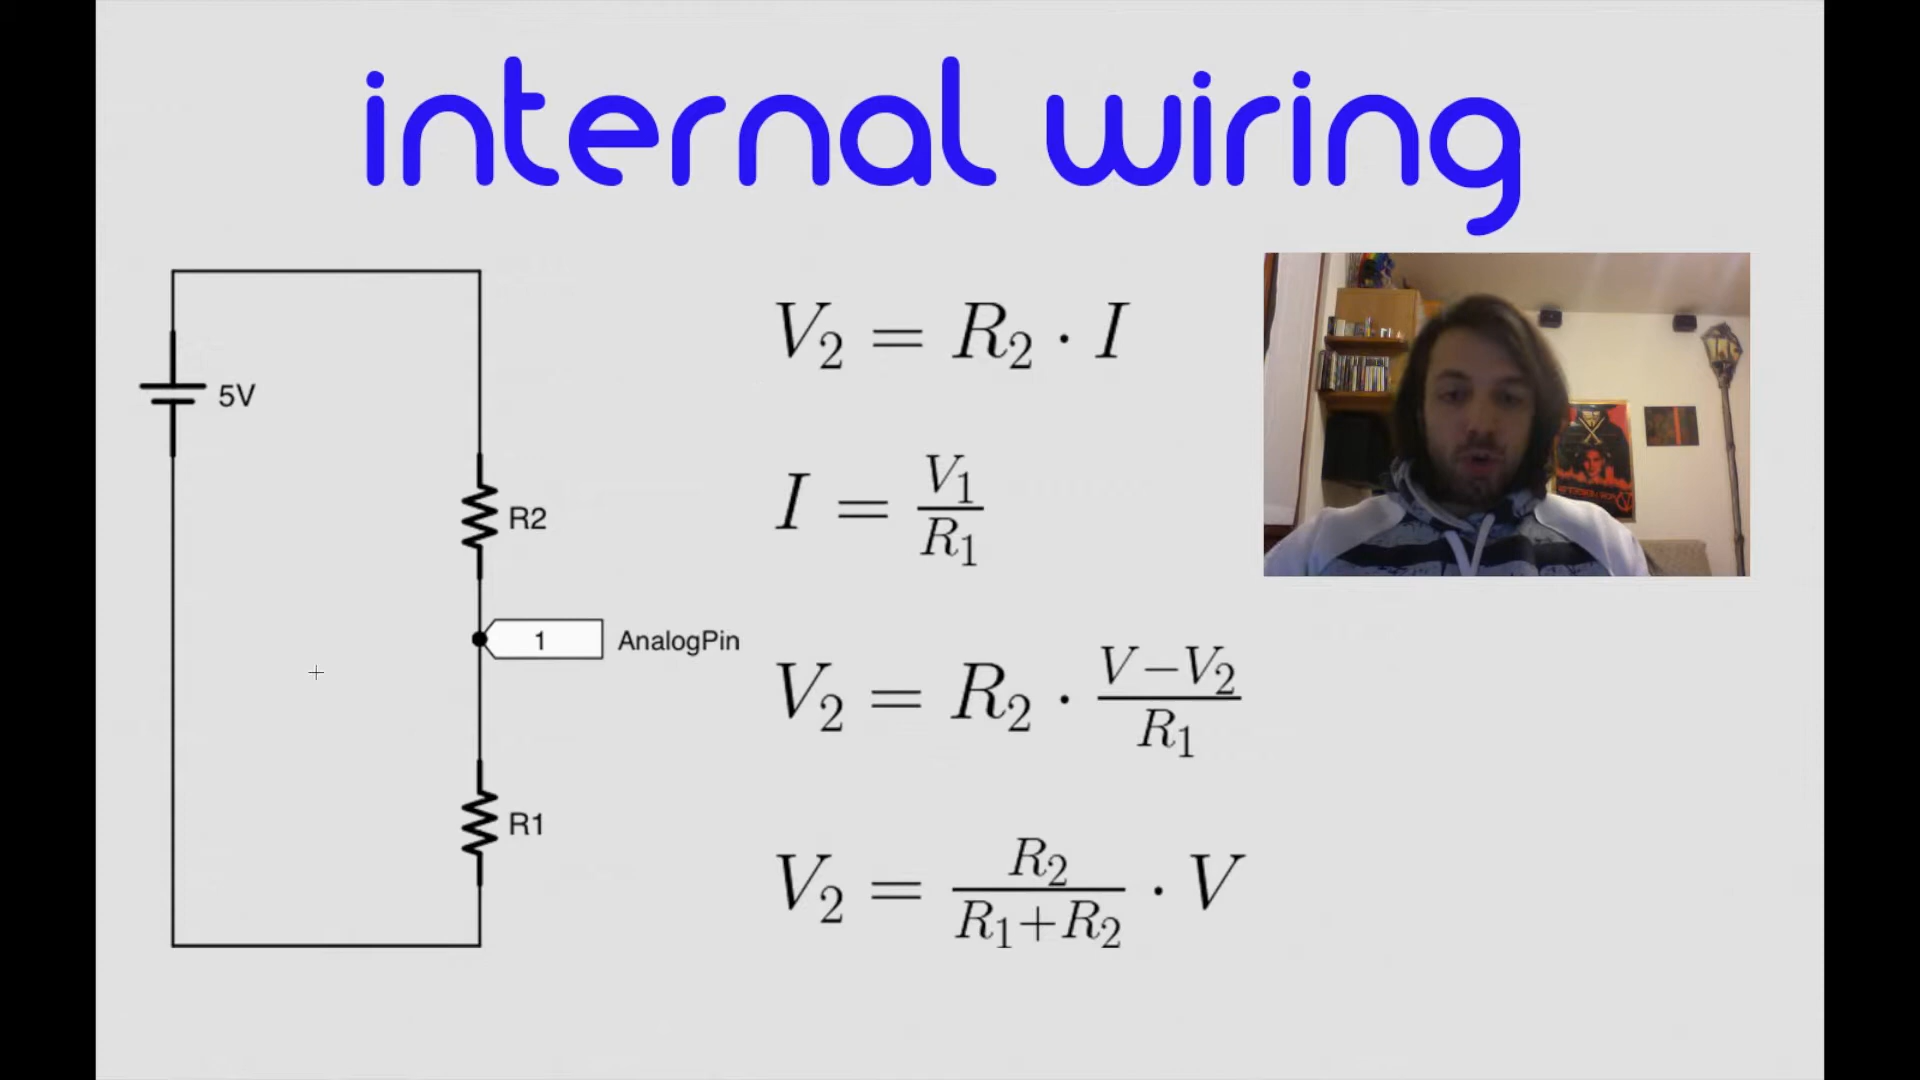 internal wiring
5V
R2
1 AnalogPin
R1
V₂ = R₂ · I
I = V₁/R₁
V₂ = R₂ · (V−V₂)/R₁
V₂ = R₂/(R₁+R₂) · V